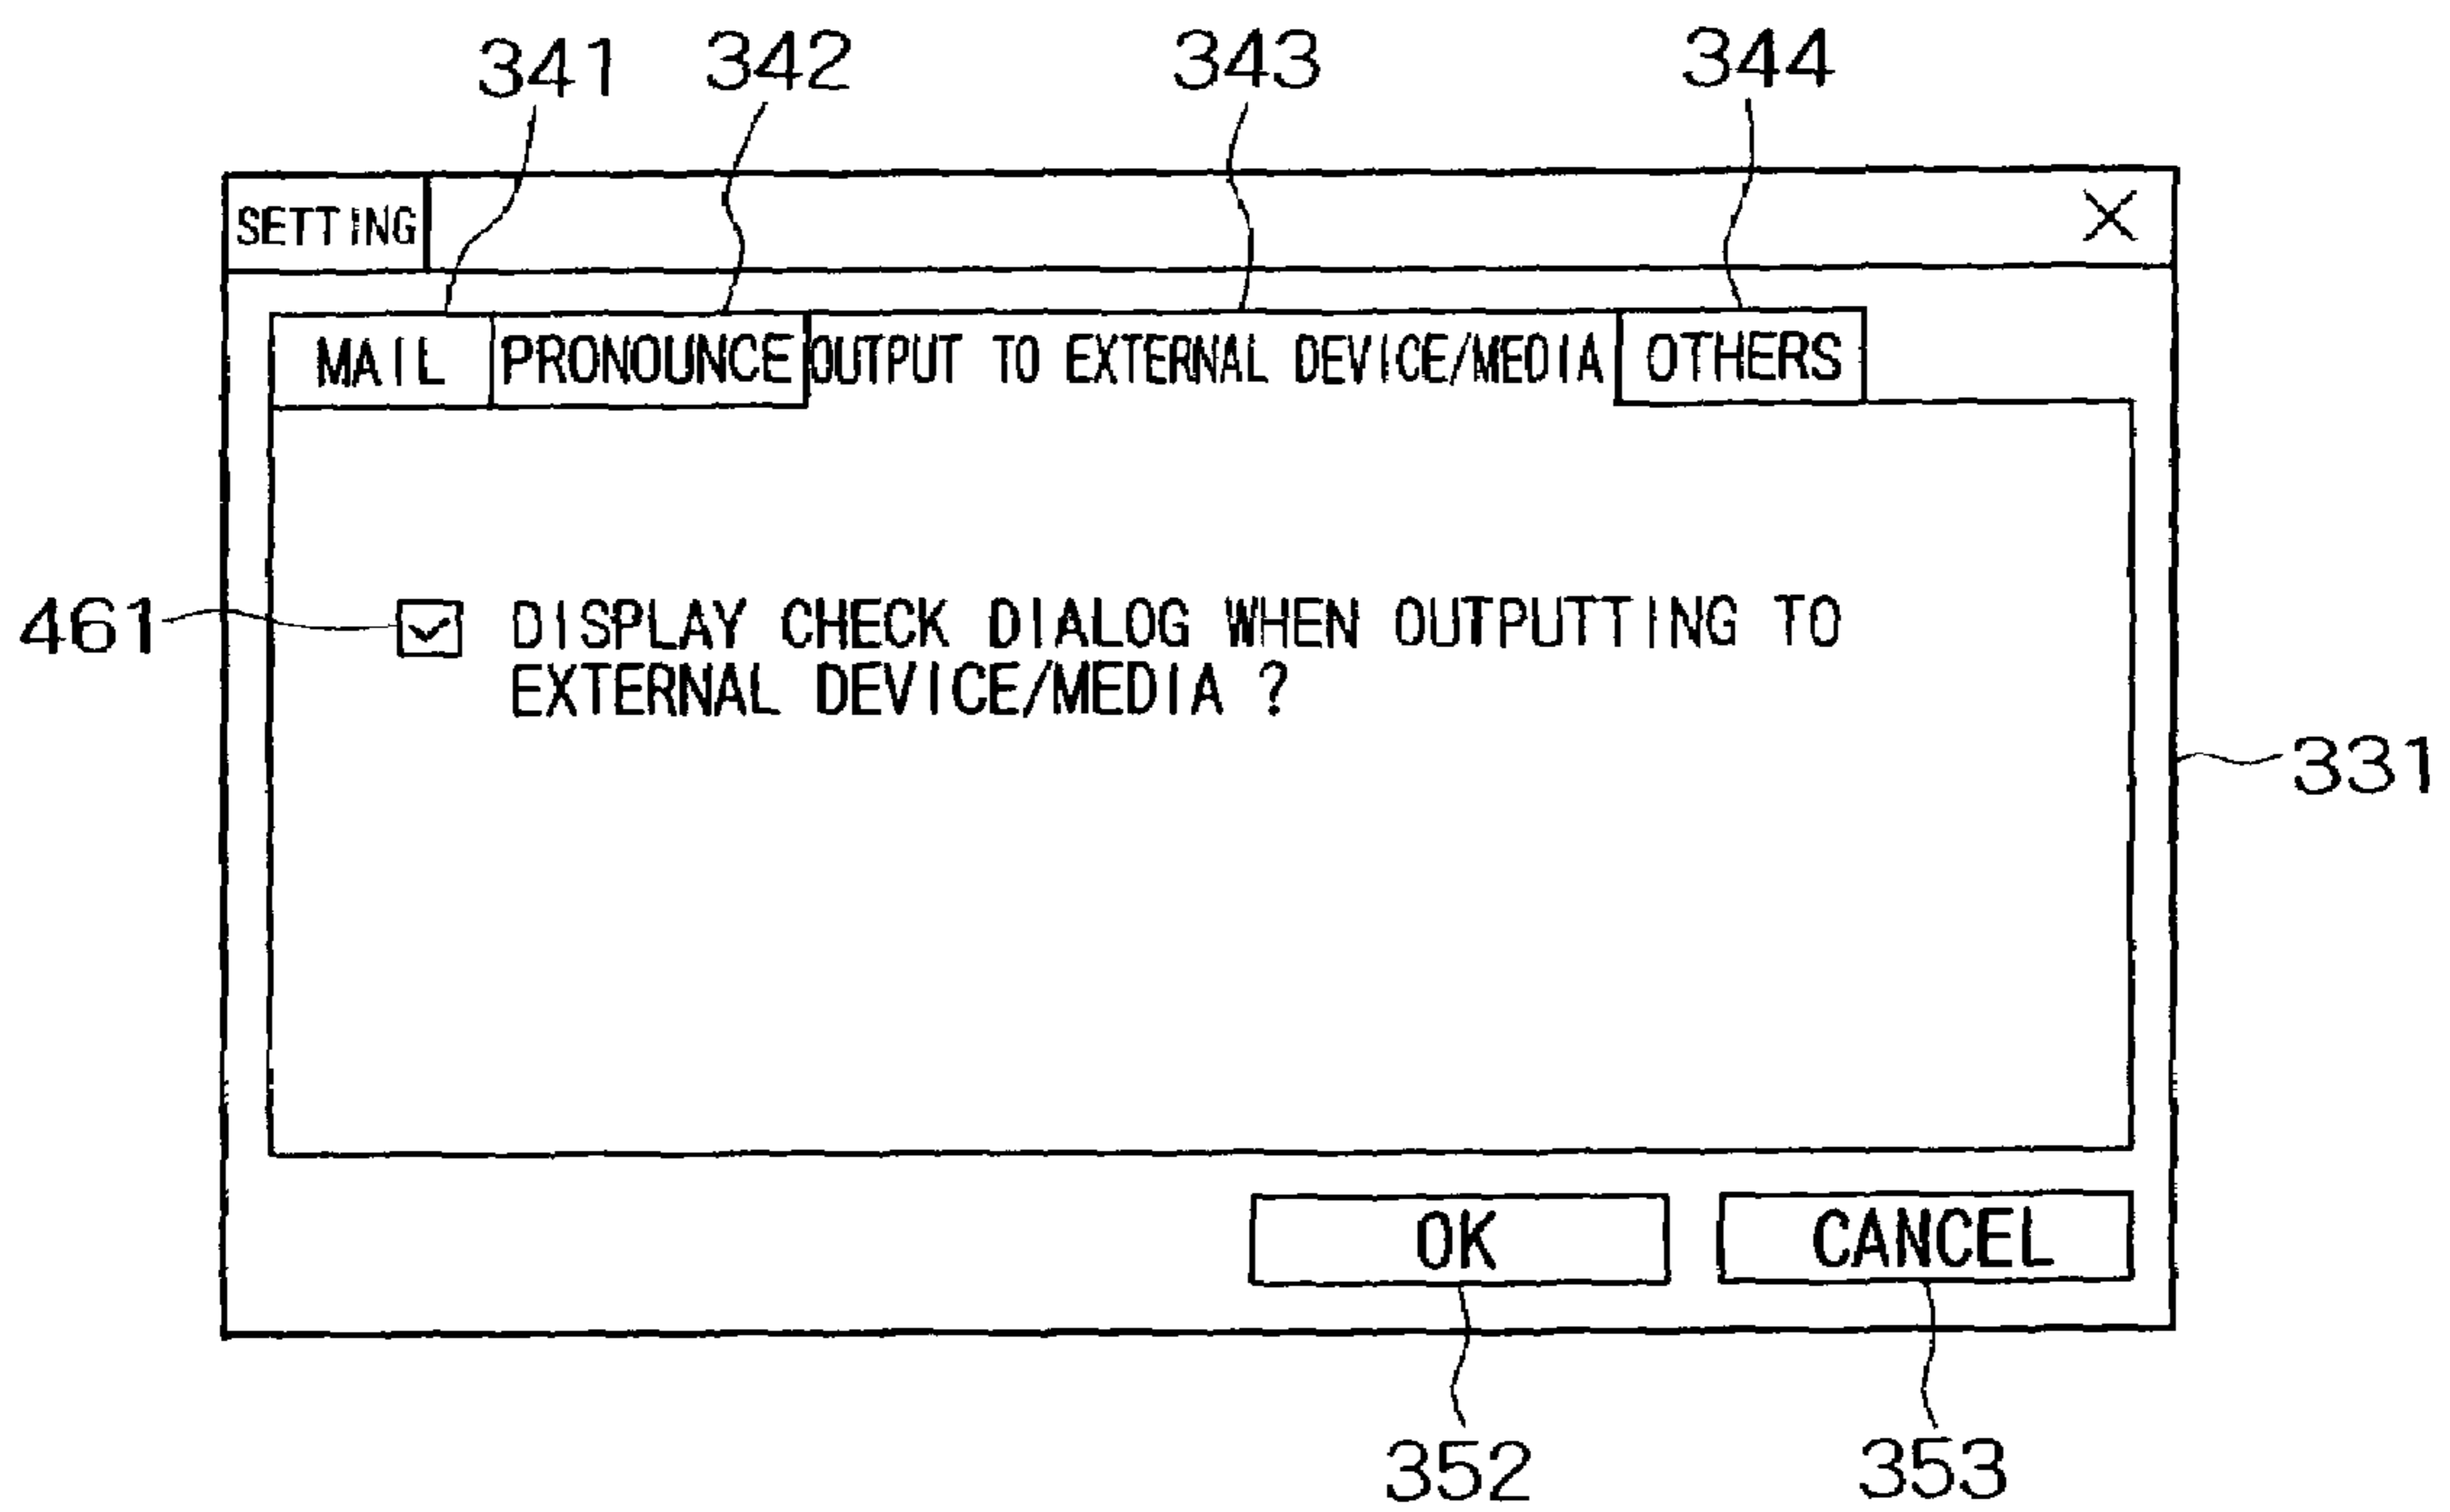 341 342 343 344
SETTING X
MAIL PRONOUNCE OUTPUT TO EXTERNAL DEVICE/MEDIA OTHERS
461 DISPLAY CHECK DIALOG WHEN OUTPUTTING TO
EXTERNAL DEVICE/MEDIA ?
331
OK CANCEL
352 353